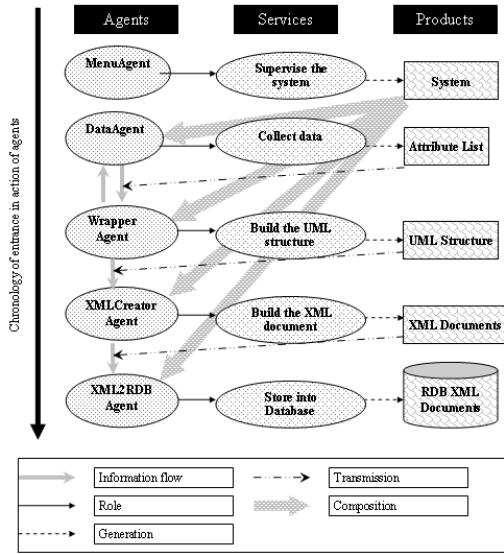 Agents
Services
Products
MenuAgent
Supervise the
system
System
DataAgent
Collect data
Attribute List
Wrapper
Agent
Build the UML
structure
UML Structure
XMLCreator
Agent
Build the XML
document
XML Documents
XML2RDB
Agent
Store into
Database
RDB XML
Documents
Chronology of entrance in action of agents
Information flow
Transmission
Role
Composition
Generation